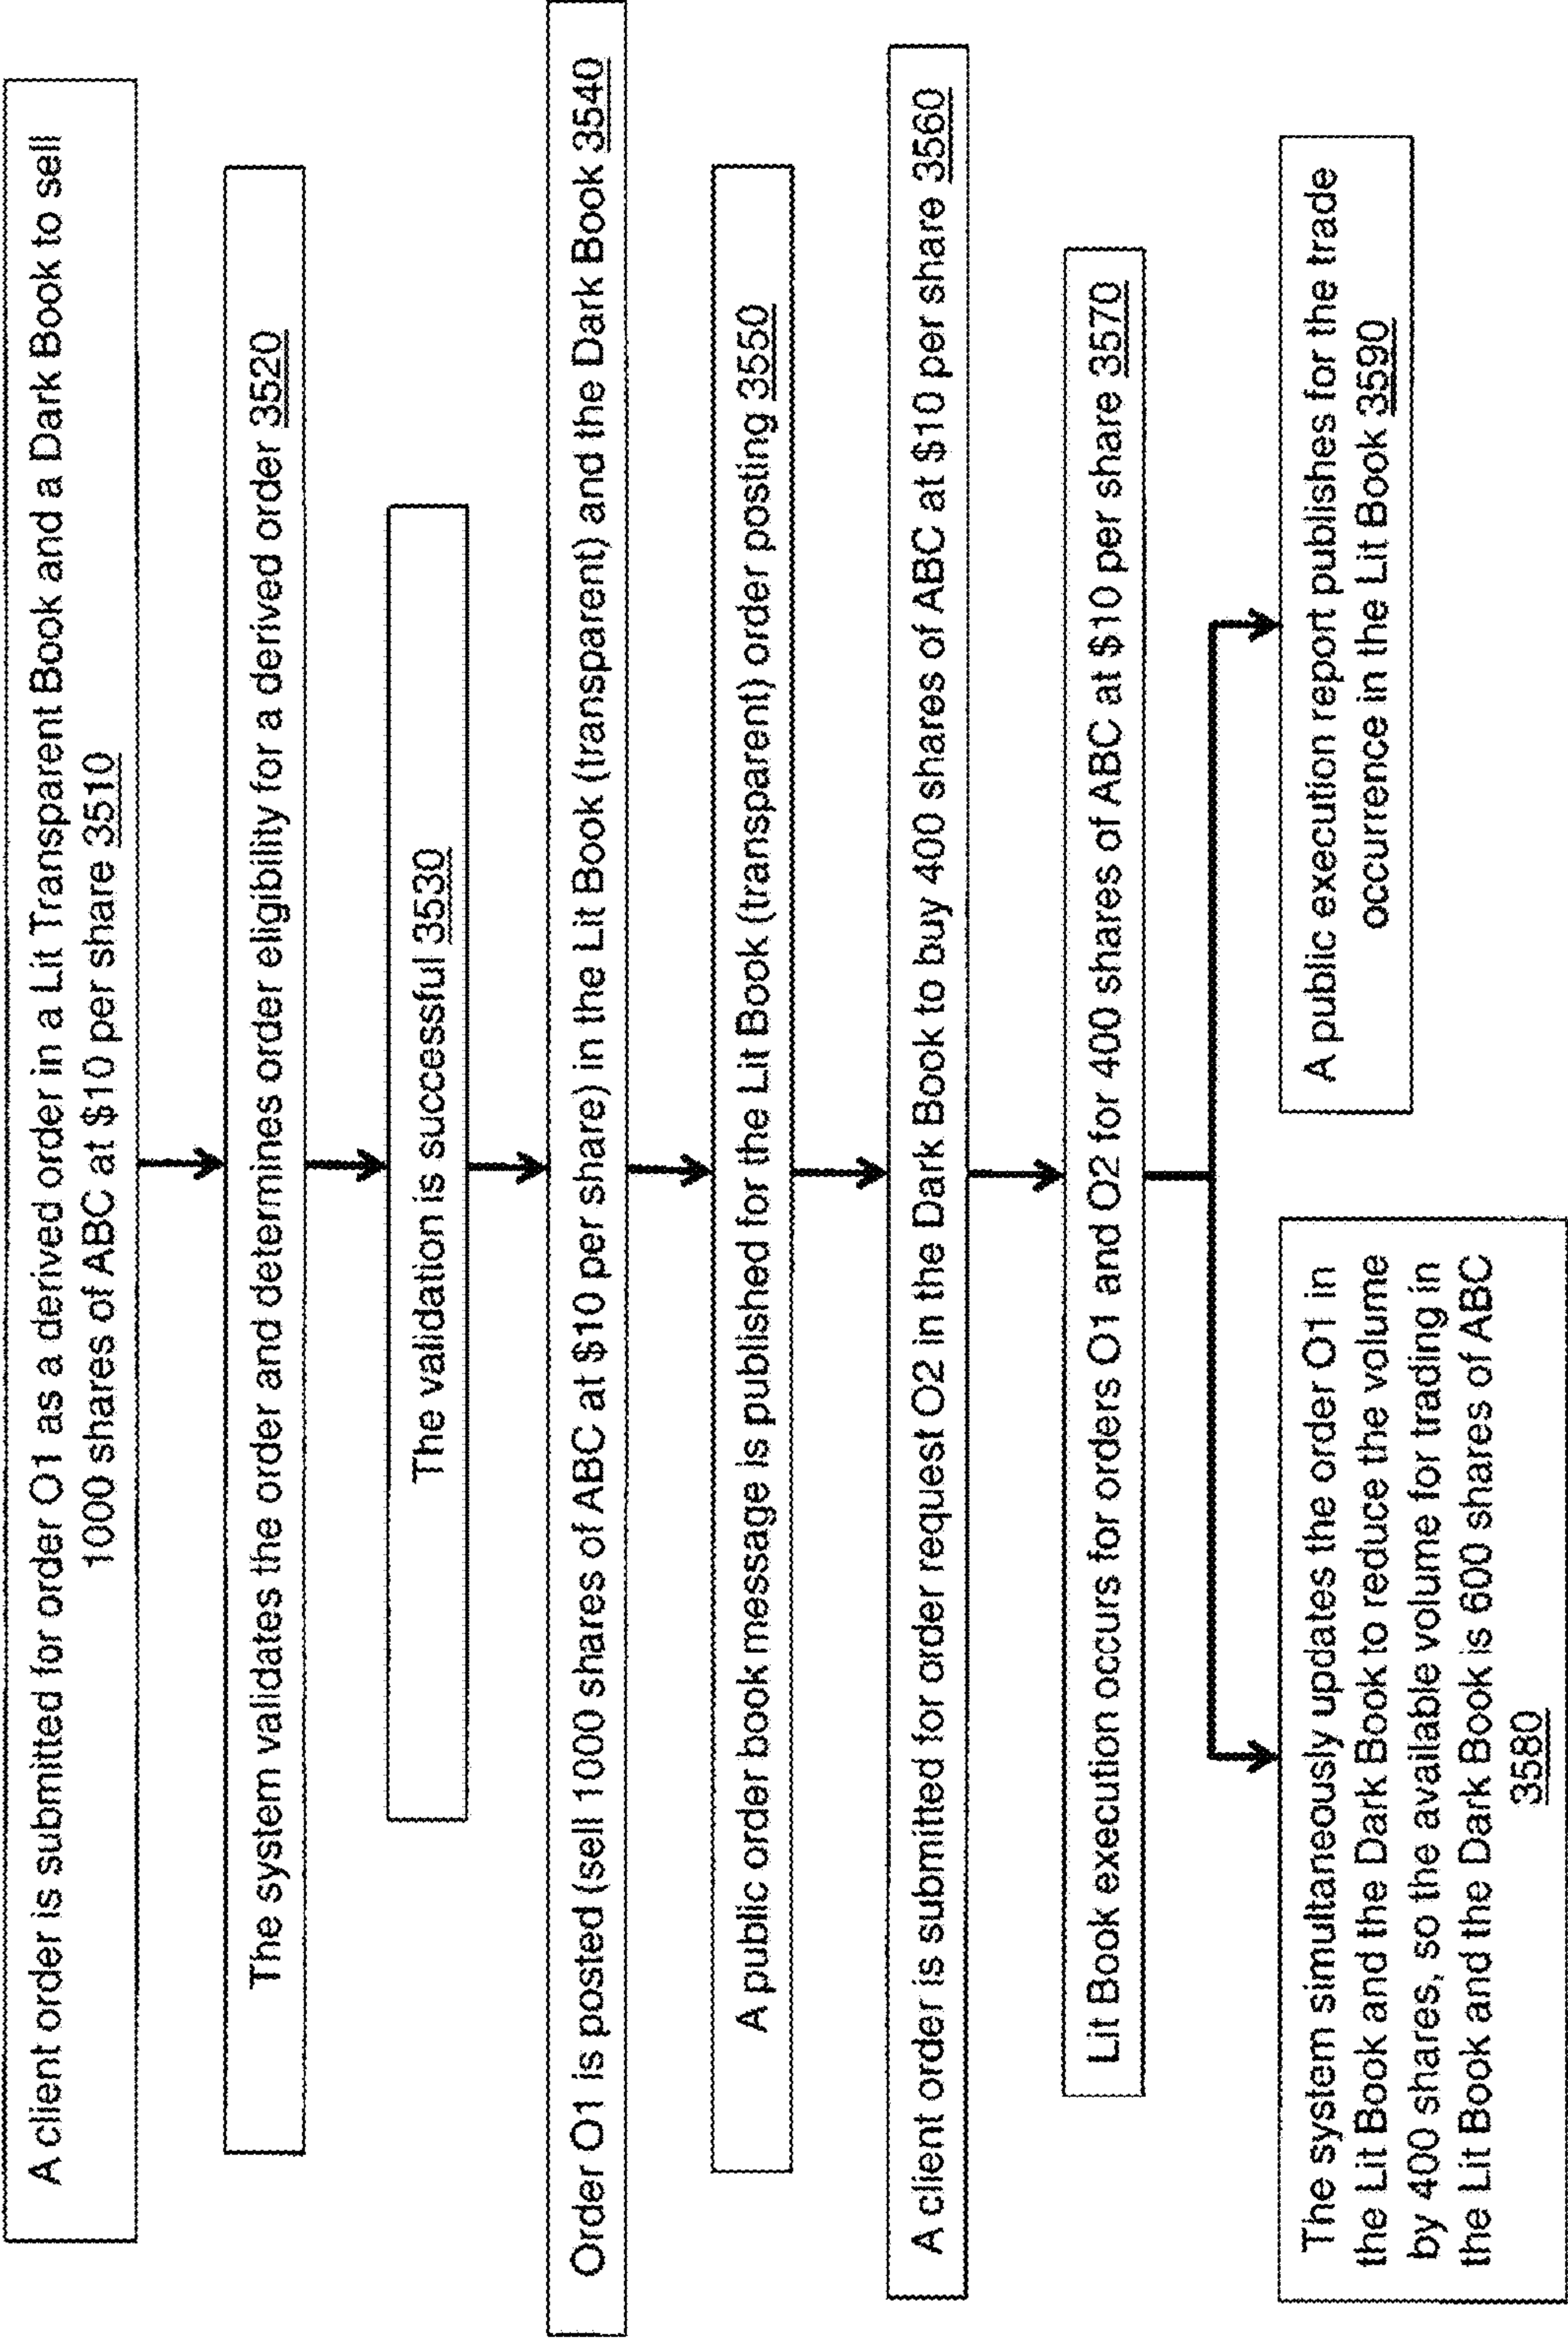 A client order is submitted for order O1 as a derived order in a Lit Transparent Book and a Dark Book to sell
1000 shares of ABC at $10 per share 3510
The system validates the order and determines order eligibility for a derived order 3520
The validation is successful 3530
Order O1 is posted (sell 1000 shares of ABC at $10 per share) in the Lit Book (transparent) and the Dark Book 3540
A public order book message is published for the Lit Book (transparent) order posting 3550
A client order is submitted for order request O2 in the Dark Book to buy 400 shares of ABC at $10 per share 3560
Lit Book execution occurs for orders O1 and O2 for 400 shares of ABC at $10 per share 3570
The system simultaneously updates the order O1 in
the Lit Book and the Dark Book to reduce the volume
by 400 shares, so the available volume for trading in
the Lit Book and the Dark Book is 600 shares of ABC
3580
A public execution report publishes for the trade
occurrence in the Lit Book 3590